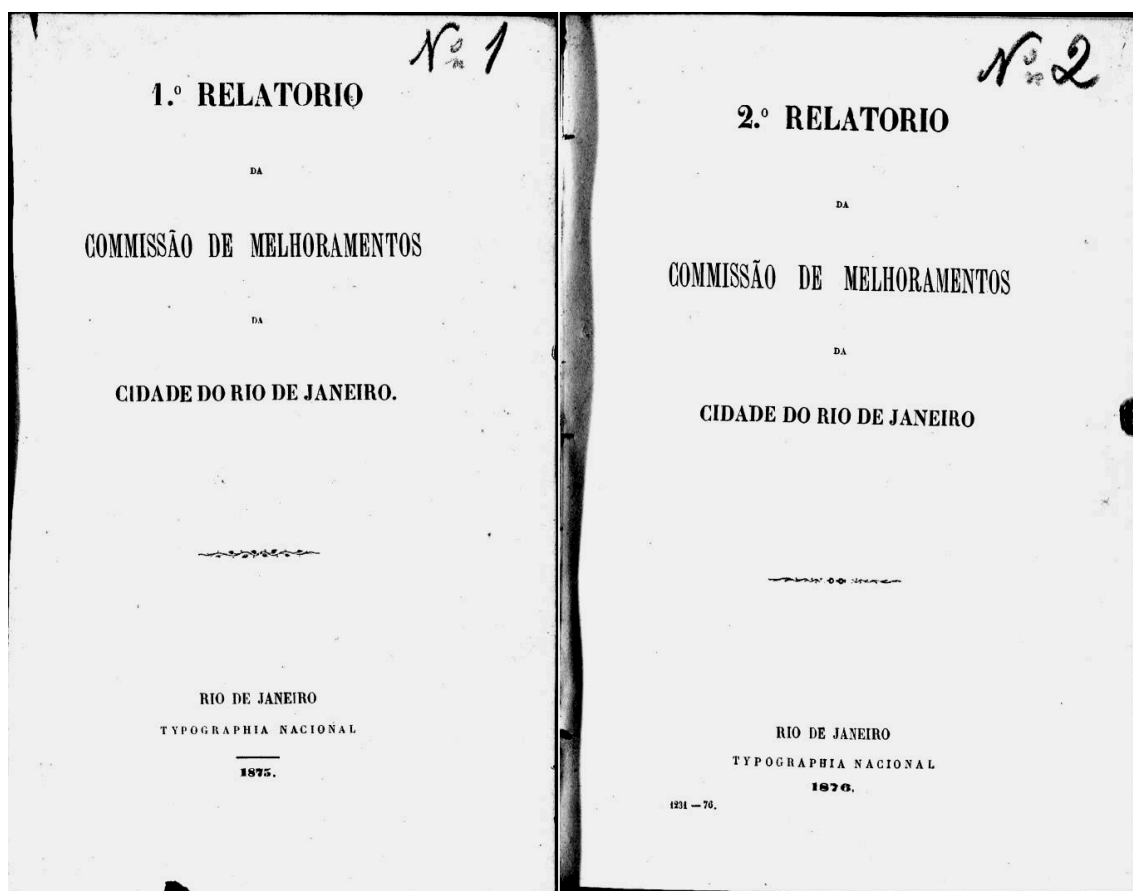 Nº 1
1.º RELATORIO
DA
COMMISSÃO DE MELHORAMENTOS
DA
CIDADE DO RIO DE JANEIRO.
RIO DE JANEIRO
TYPOGRAPHIA NACIONAL
1875.
Nº 2
2.º RELATORIO
DA
COMMISSÃO DE MELHORAMENTOS
DA
CIDADE DO RIO DE JANEIRO
RIO DE JANEIRO
TYPOGRAPHIA NACIONAL
1876.
1231 — 76.